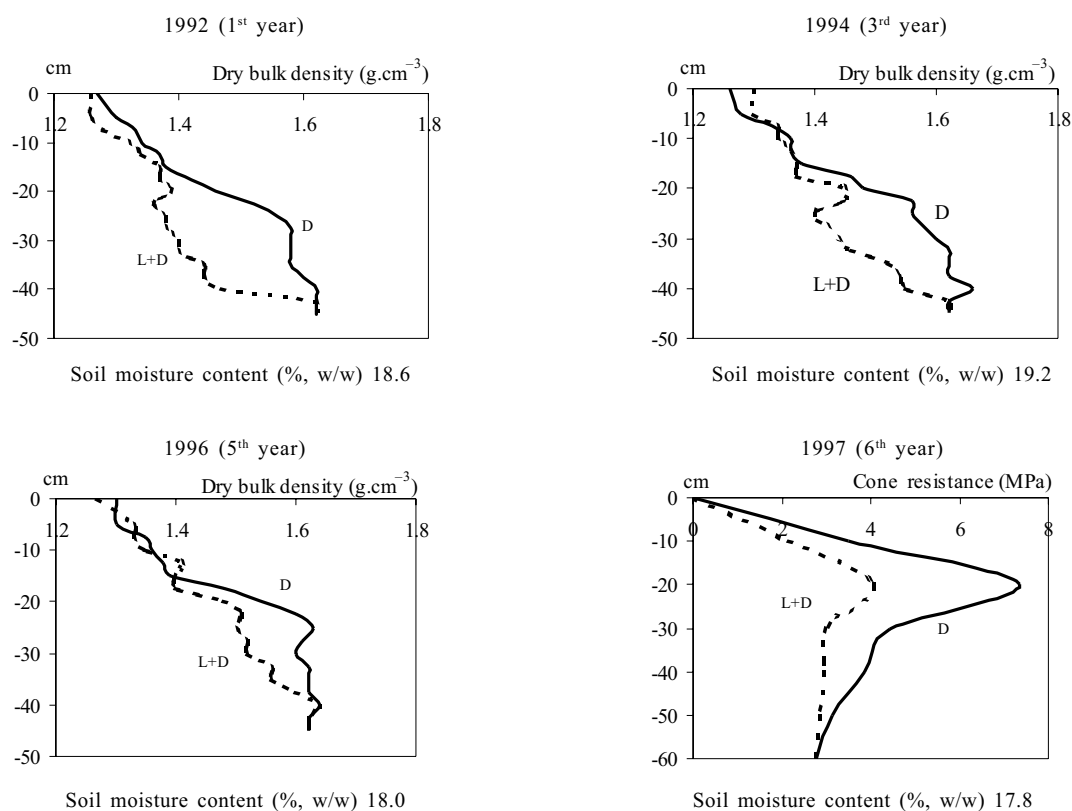 1992 (1st year)
cm Dry bulk density (g.cm−3)
0
1.2 1.4 1.6 1.8
-10
-20
D
-30
L+D
-40
-50
Soil moisture content (%, w/w) 18.6
1994 (3rd year)
cm Dry bulk density (g.cm−3)
0
1.2 1.4 1.6 1.8
-10
-20
D
-30
L+D
-40
-50
Soil moisture content (%, w/w) 19.2
1996 (5th year)
cm Dry bulk density (g.cm−3)
0
1.2 1.4 1.6 1.8
-10
D
-20
-30
L+D
-40
-50
Soil moisture content (%, w/w) 18.0
1997 (6th year)
cm Cone resistance (MPa)
0
0 2 4 6 8
-10
-20
L+D
-30
D
-40
-50
-60
Soil moisture content (%, w/w) 17.8